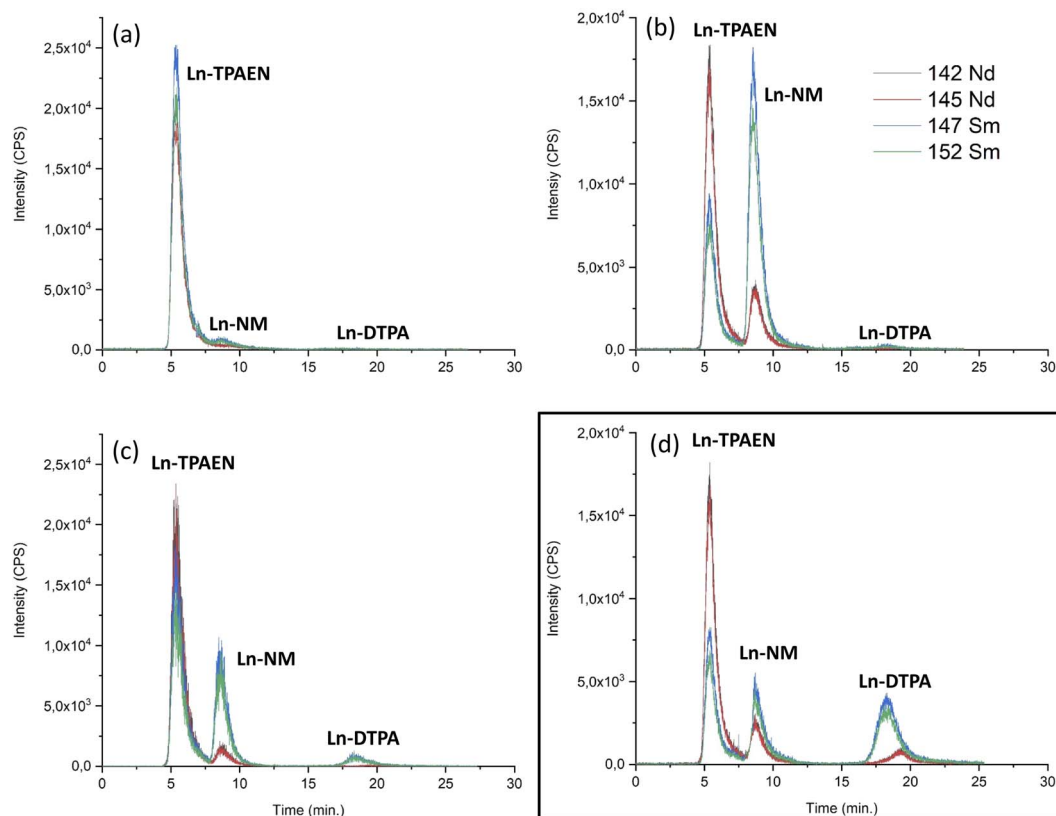 (a)
Ln-TPAEN
Ln-NM
Ln-DTPA
Intensity (CPS)
2,5x10⁴
2,0x10⁴
1,5x10⁴
1,0x10⁴
5,0x10³
0,0
0 5 10 15 20 25 30
(b)
Ln-TPAEN
Ln-NM
Ln-DTPA
142 Nd
145 Nd
147 Sm
152 Sm
Intensiy (CPS)
2,0x10⁴
1,5x10⁴
1,0x10⁴
5,0x10³
0,0
0 5 10 15 20 25 30
(c)
Ln-TPAEN
Ln-NM
Ln-DTPA
Intensity (CPS)
2,5x10⁴
2,0x10⁴
1,5x10⁴
1,0x10⁴
5,0x10³
0,0
0 5 10 15 20 25 30
Time (min.)
(d)
Ln-TPAEN
Ln-NM
Ln-DTPA
Intensity (CPS)
2,0x10⁴
1,5x10⁴
1,0x10⁴
5,0x10³
0,0
0 5 10 15 20 25 30
Time (min.)